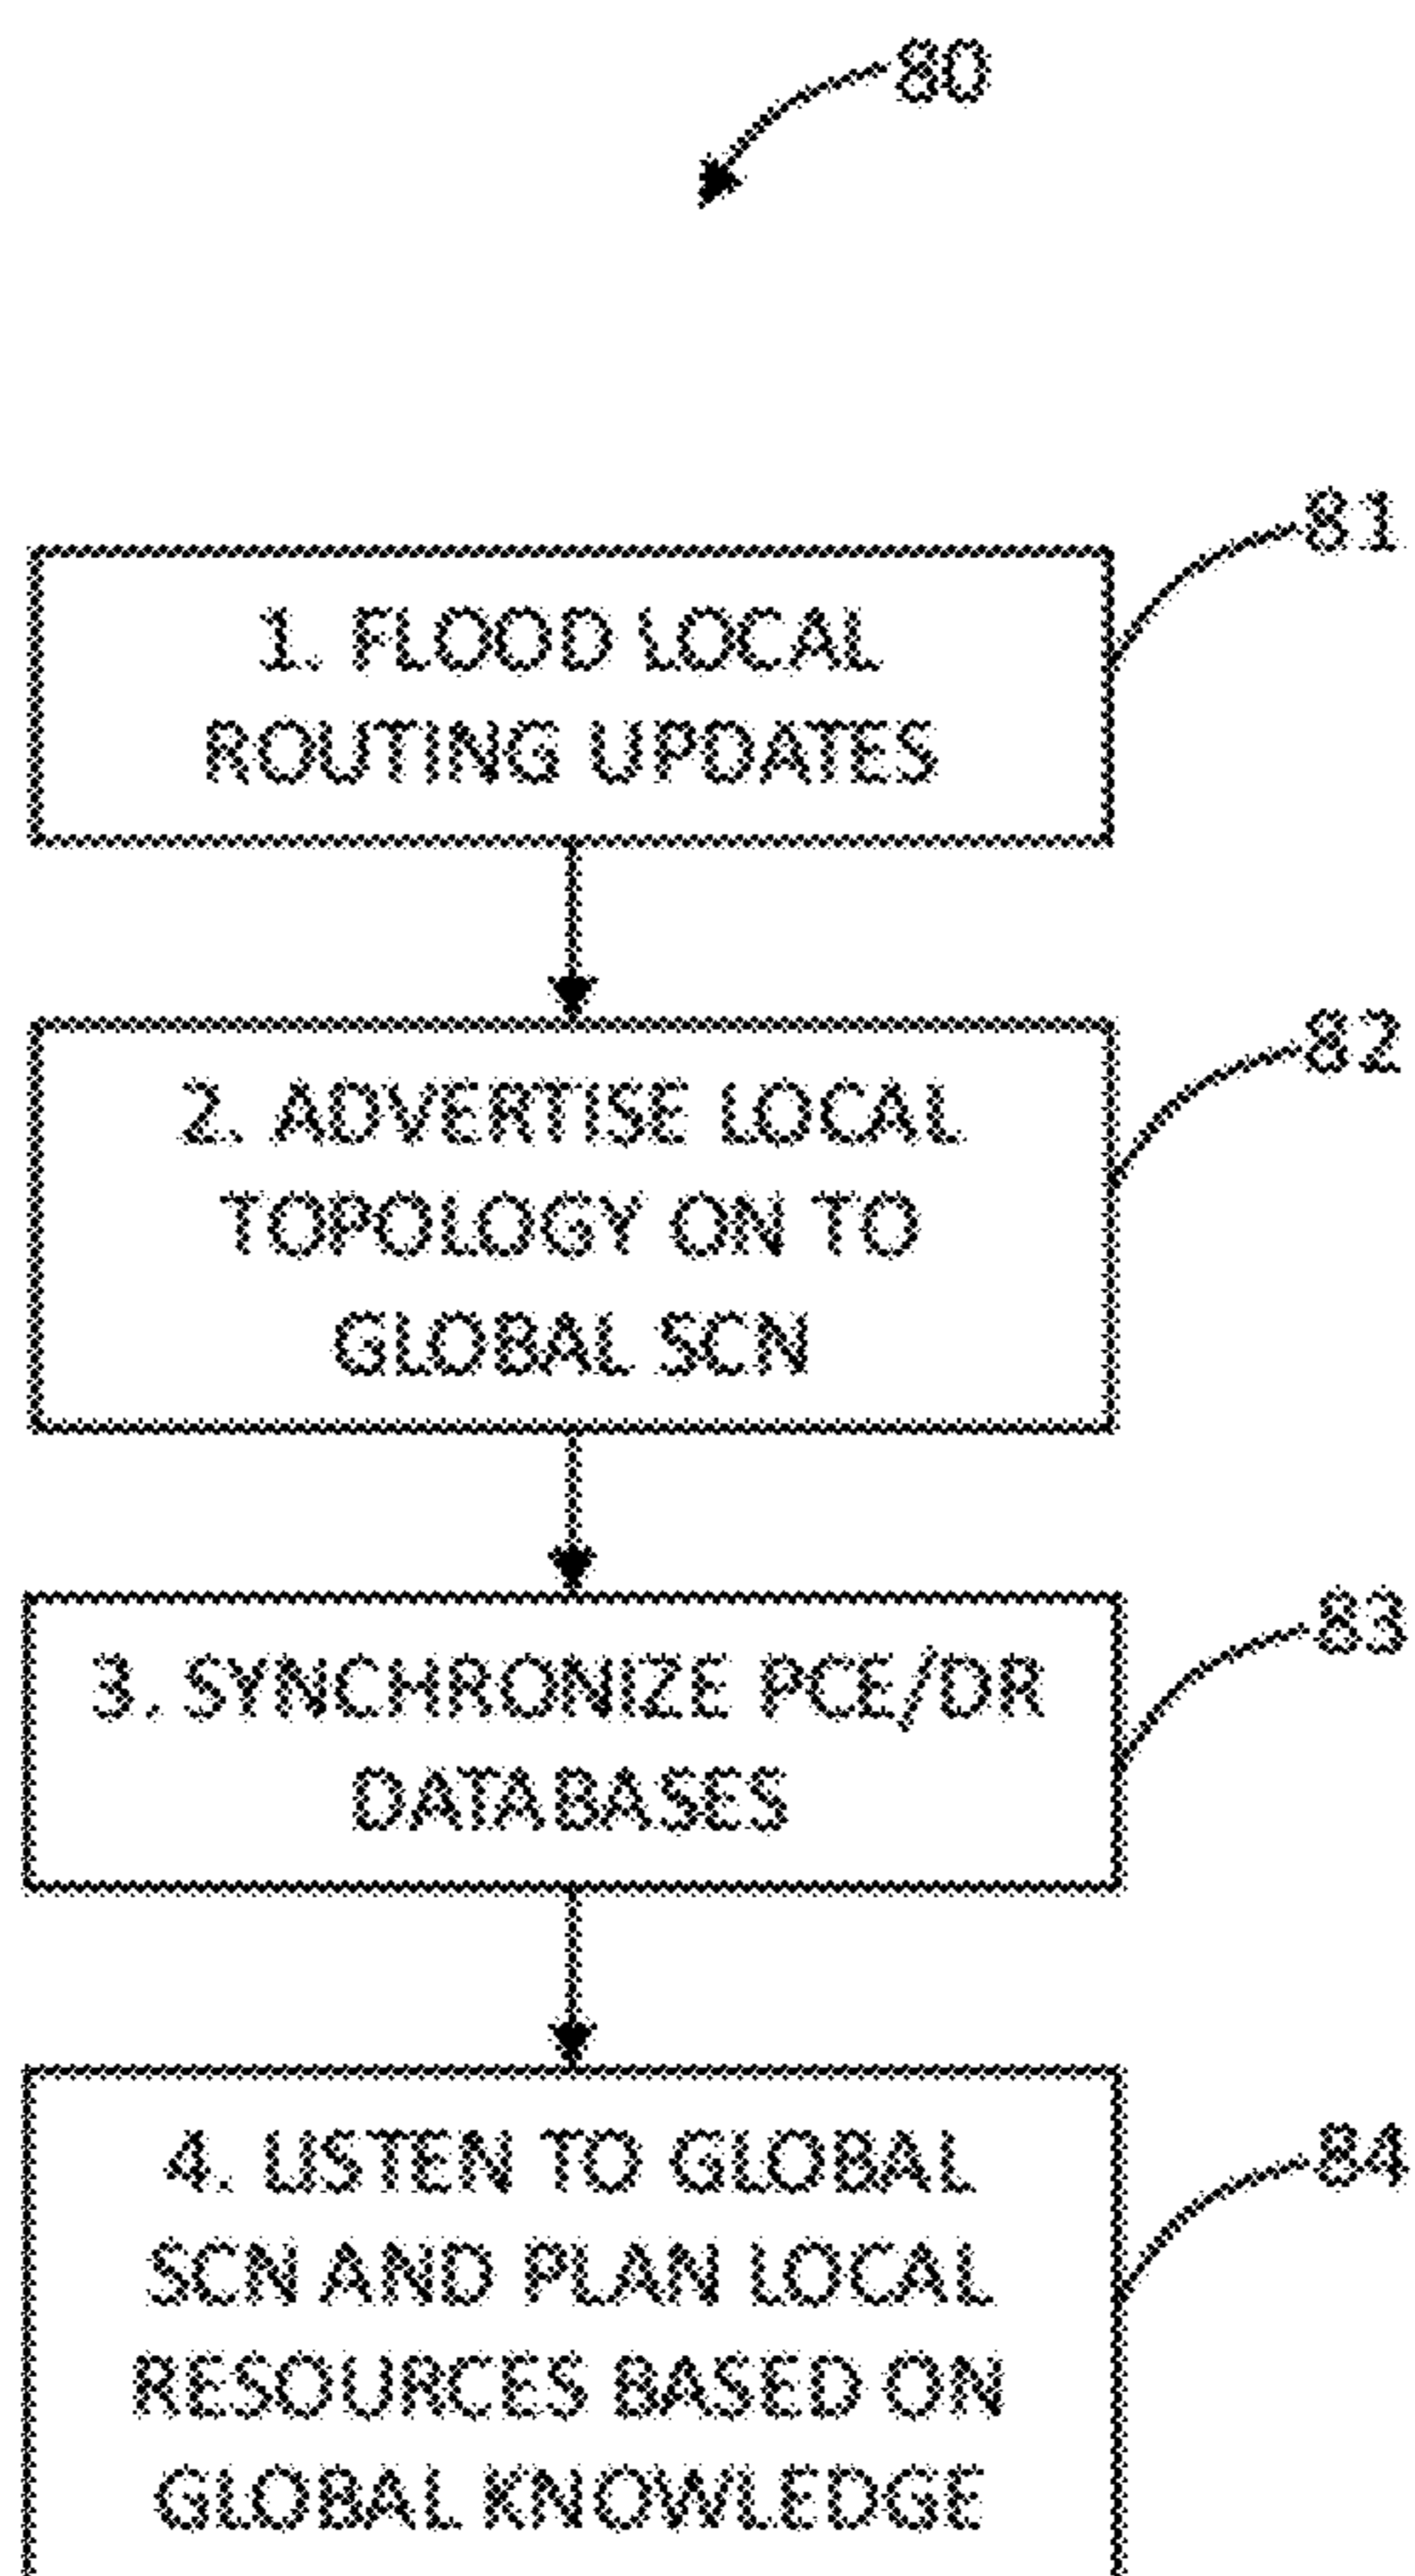 80
81
1. FLOOD LOCAL
ROUTING UPDATES
82
2. ADVERTISE LOCAL
TOPOLOGY ON TO
GLOBAL SCN
83
3. SYNCHRONIZE PCE/DR
DATABASES
84
4. LISTEN TO GLOBAL
SCN AND PLAN LOCAL
RESOURCES BASED ON
GLOBAL KNOWLEDGE